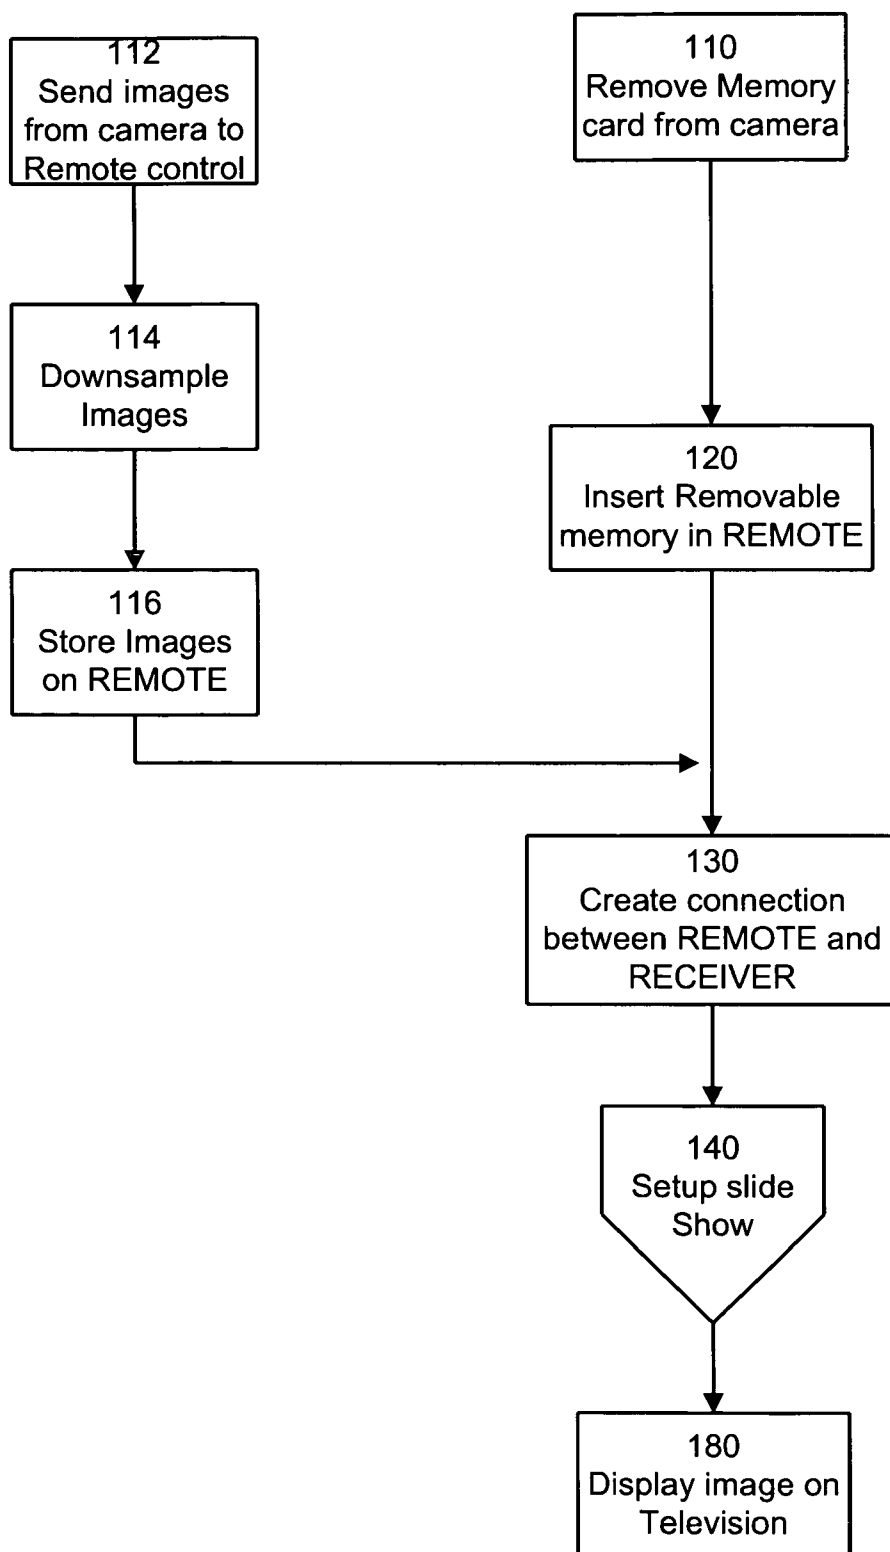 112
Send images
from camera to
Remote control
110
Remove Memory
card from camera
114
Downsample
Images
120
Insert Removable
memory in REMOTE
116
Store Images
on REMOTE
130
Create connection
between REMOTE and
RECEIVER
140
Setup slide
Show
180
Display image on
Television